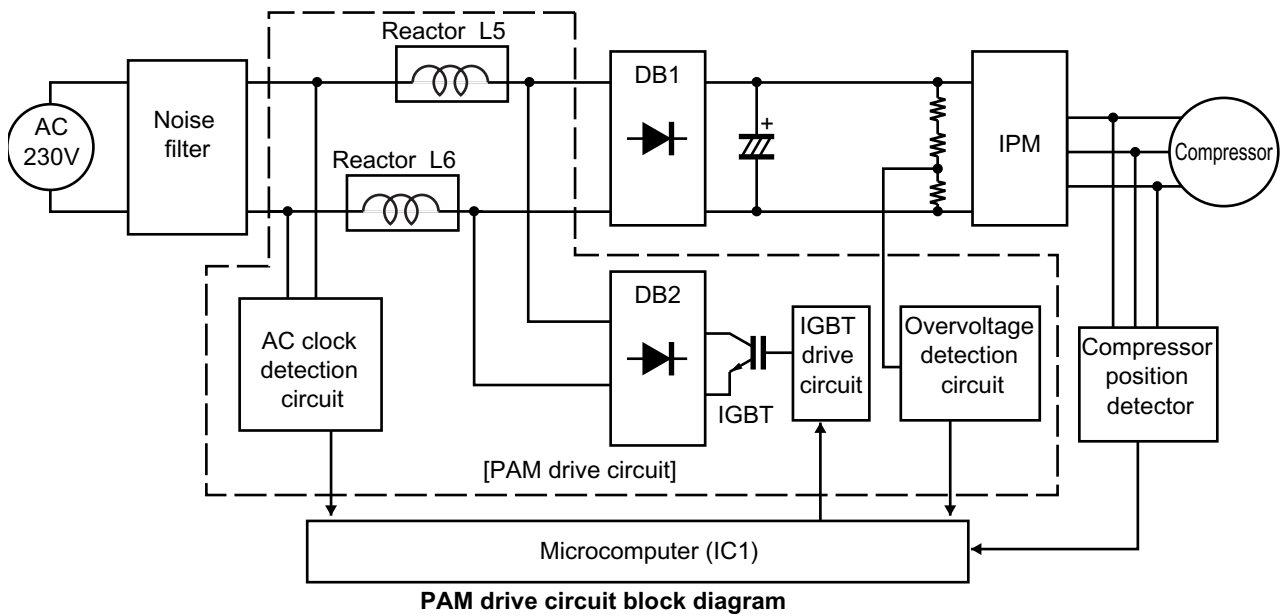 Reactor L5
DB1
AC
230V
Noise
filter
+
IPM
Compressor
Reactor L6
DB2
AC clock
detection
circuit
IGBT
drive
circuit
Overvoltage
detection
circuit
Compressor
position
detector
IGBT
[PAM drive circuit]
Microcomputer (IC1)
PAM drive circuit block diagram